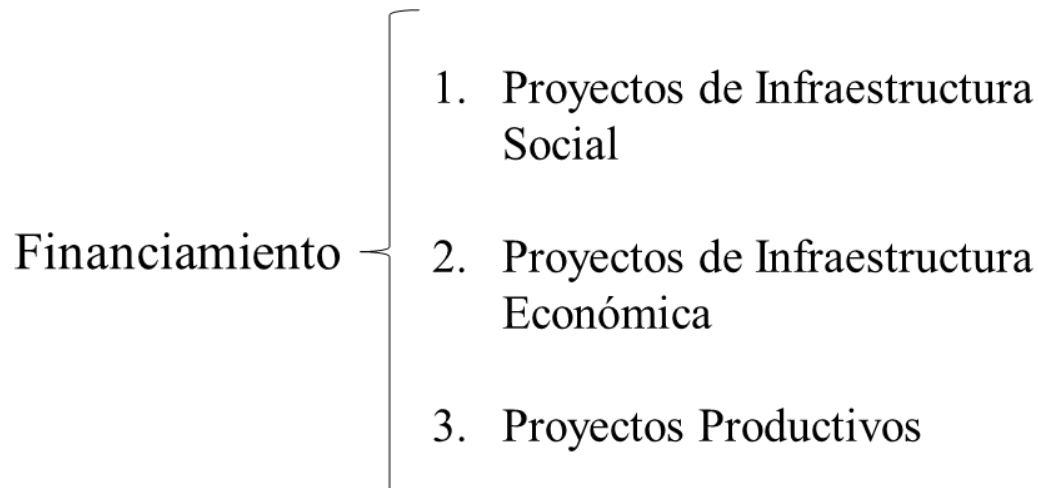 1. Proyectos de Infraestructura
Social
Financiamiento
2. Proyectos de Infraestructura
Económica
3. Proyectos Productivos